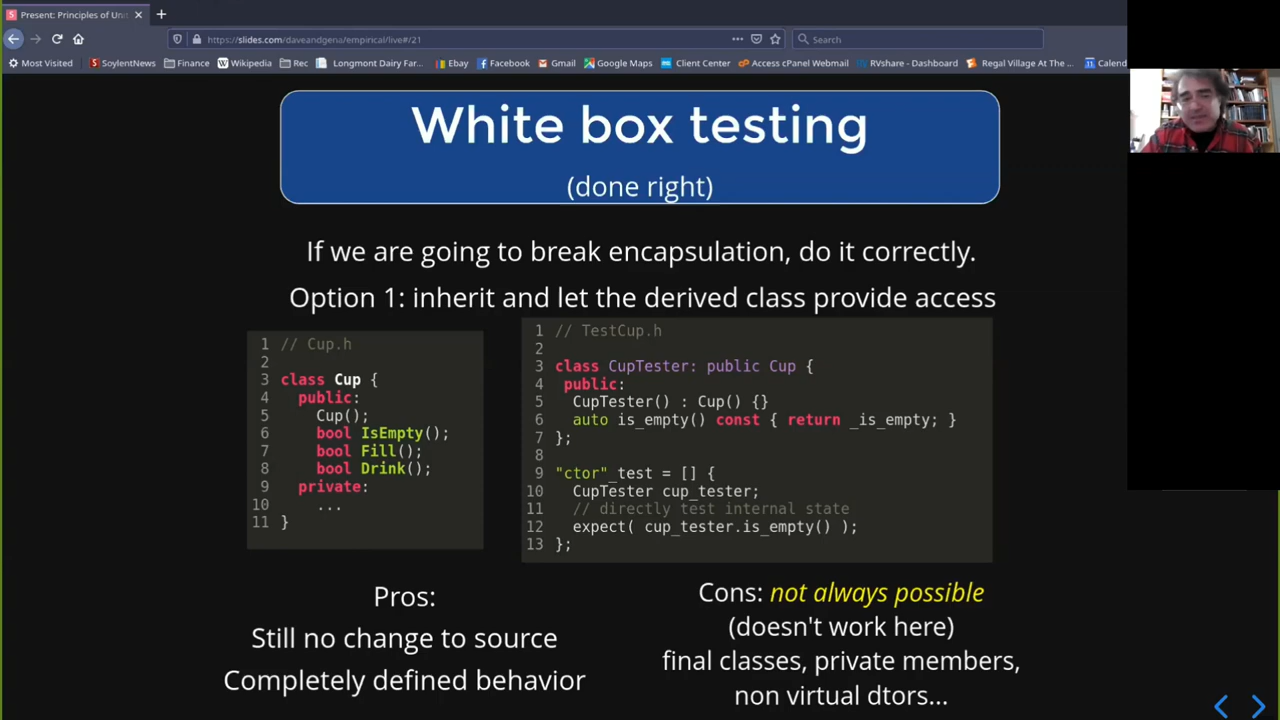 Present: Principles of Uni
https://slides.com/daveandgena/empirical/live#/21
Search
Most Visited
SoylentNews
Finance
Wikipedia
Rec
Longmont Dairy Far...
Ebay
Facebook
Gmail
Google Maps
Client Center
Access cPanel Webmail
RVshare - Dashboard
Regal Village At The ...
Calend
White box testing
(done right)
If we are going to break encapsulation, do it correctly.
Option 1: inherit and let the derived class provide access
1 // Cup.h
2
3 class Cup {
4 public:
5 Cup();
6 bool IsEmpty();
7 bool Fill();
8 bool Drink();
9 private:
10 ...
11 }
1 // TestCup.h
2
3 class CupTester: public Cup {
4 public:
5 CupTester() : Cup() {}
6 auto is_empty() const { return _is_empty; }
7 };
8
9 "ctor"_test = [] {
10 CupTester cup_tester;
11 // directly test internal state
12 expect( cup_tester.is_empty() );
13 };
Pros:
Still no change to source
Completely defined behavior
Cons: not always possible
(doesn't work here)
final classes, private members,
non virtual dtors...